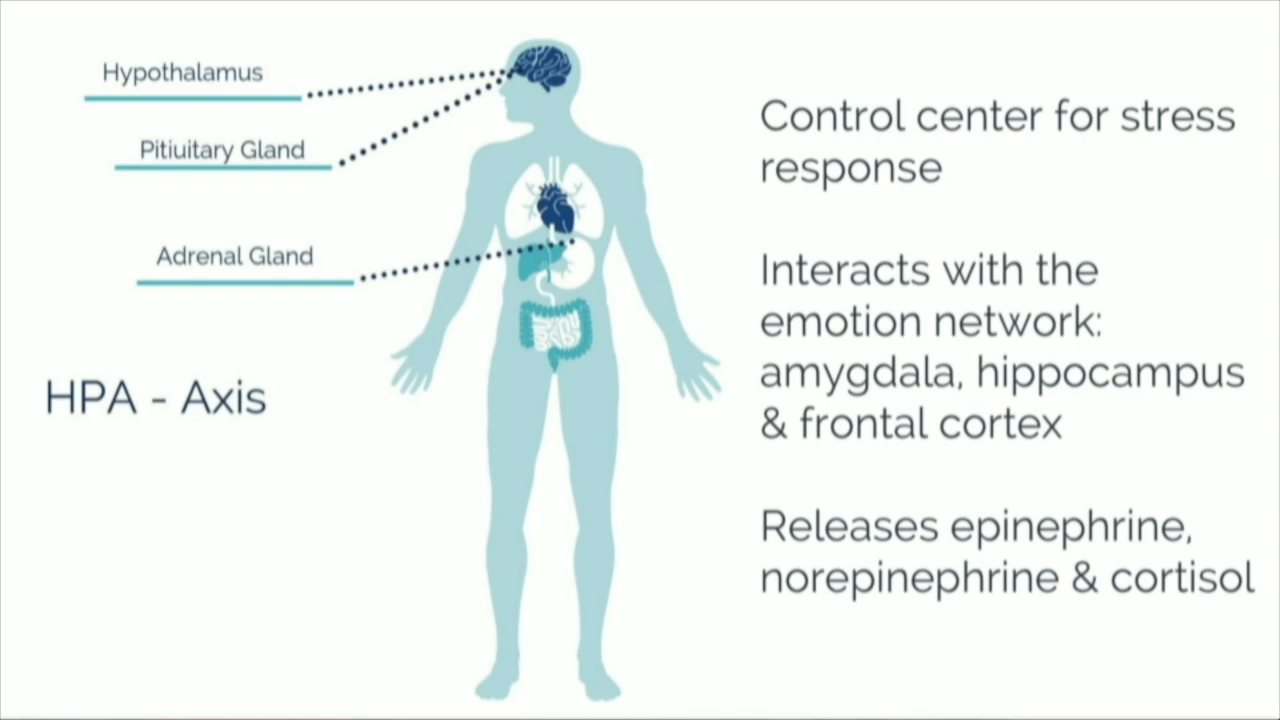 Hypothalamus
Pitiuitary Gland
Adrenal Gland
HPA - Axis
Control center for stress
response
Interacts with the
emotion network:
amygdala, hippocampus
& frontal cortex
Releases epinephrine,
norepinephrine & cortisol